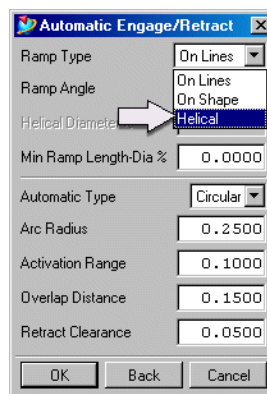 Automatic Engage/Retract
Ramp Type On Lines
Ramp Angle On Lines
On Shape
Helical Helical
Min Ramp Length-Dia % 0.0000
Automatic Type Circular
Arc Radius 0.2500
Activation Range 0.1000
Overlap Distance 0.1500
Retract Clearance 0.0500
OK Back Cancel